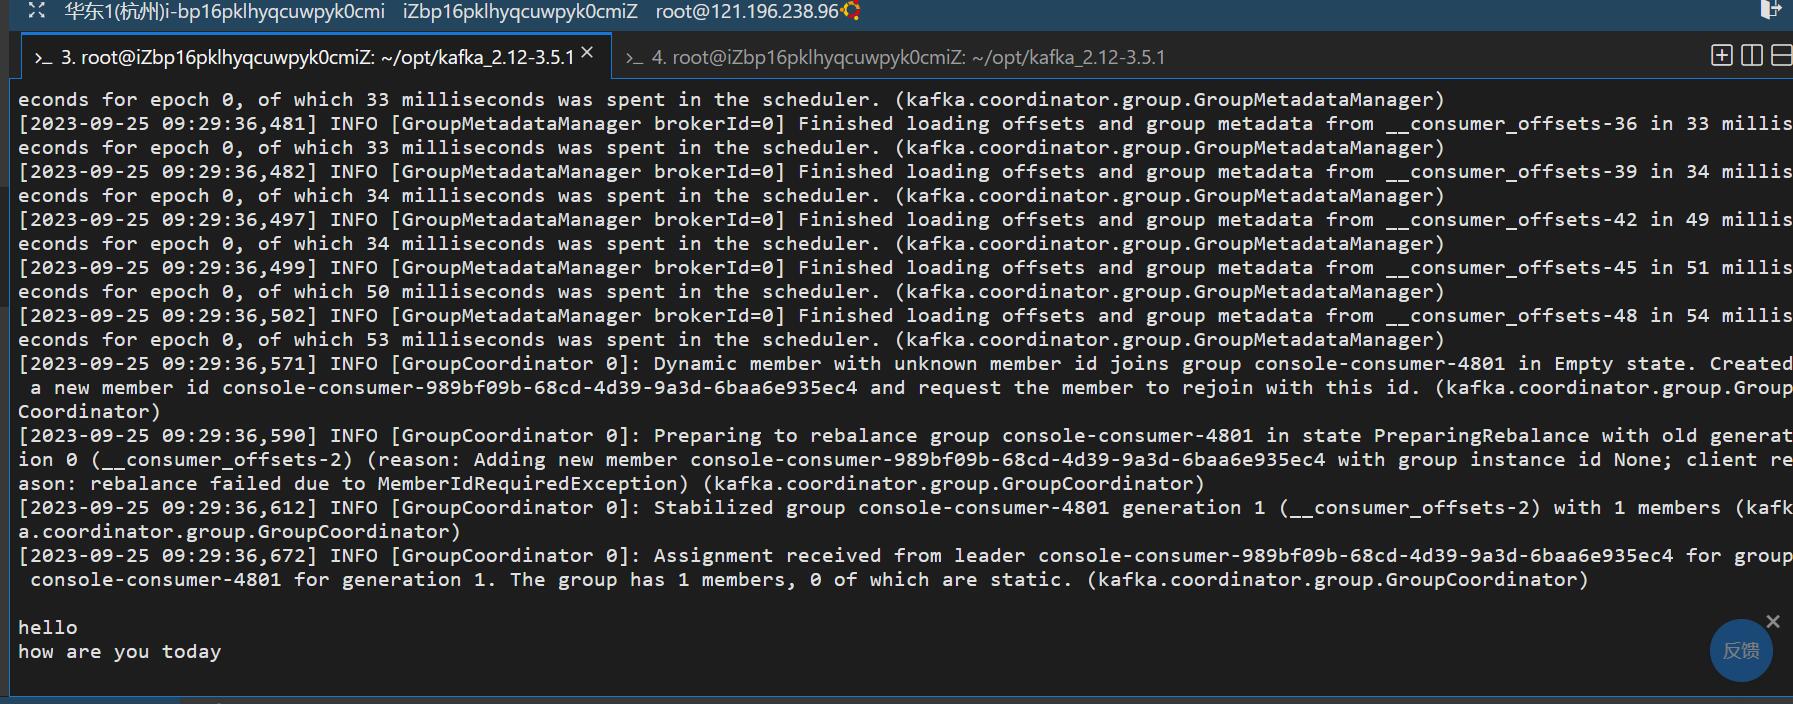 华东1(杭州)i-bp16pklhyqcuwpyk0cmi iZbp16pklhyqcuwpyk0cmiZ root@121.196.238.96
>_ 3. root@iZbp16pklhyqcuwpyk0cmiZ: ~/opt/kafka_2.12-3.5.1 × >_ 4. root@iZbp16pklhyqcuwpyk0cmiZ: ~/opt/kafka_2.12-3.5.1
econds for epoch 0, of which 33 milliseconds was spent in the scheduler. (kafka.coordinator.group.GroupMetadataManager)
[2023-09-25 09:29:36,481] INFO [GroupMetadataManager brokerId=0] Finished loading offsets and group metadata from __consumer_offsets-36 in 33 millis
econds for epoch 0, of which 33 milliseconds was spent in the scheduler. (kafka.coordinator.group.GroupMetadataManager)
[2023-09-25 09:29:36,482] INFO [GroupMetadataManager brokerId=0] Finished loading offsets and group metadata from __consumer_offsets-39 in 34 millis
econds for epoch 0, of which 34 milliseconds was spent in the scheduler. (kafka.coordinator.group.GroupMetadataManager)
[2023-09-25 09:29:36,497] INFO [GroupMetadataManager brokerId=0] Finished loading offsets and group metadata from __consumer_offsets-42 in 49 millis
econds for epoch 0, of which 34 milliseconds was spent in the scheduler. (kafka.coordinator.group.GroupMetadataManager)
[2023-09-25 09:29:36,499] INFO [GroupMetadataManager brokerId=0] Finished loading offsets and group metadata from __consumer_offsets-45 in 51 millis
econds for epoch 0, of which 50 milliseconds was spent in the scheduler. (kafka.coordinator.group.GroupMetadataManager)
[2023-09-25 09:29:36,502] INFO [GroupMetadataManager brokerId=0] Finished loading offsets and group metadata from __consumer_offsets-48 in 54 millis
econds for epoch 0, of which 53 milliseconds was spent in the scheduler. (kafka.coordinator.group.GroupMetadataManager)
[2023-09-25 09:29:36,571] INFO [GroupCoordinator 0]: Dynamic member with unknown member id joins group console-consumer-4801 in Empty state. Created
 a new member id console-consumer-989bf09b-68cd-4d39-9a3d-6baa6e935ec4 and request the member to rejoin with this id. (kafka.coordinator.group.Group
Coordinator)
[2023-09-25 09:29:36,590] INFO [GroupCoordinator 0]: Preparing to rebalance group console-consumer-4801 in state PreparingRebalance with old generat
ion 0 (__consumer_offsets-2) (reason: Adding new member console-consumer-989bf09b-68cd-4d39-9a3d-6baa6e935ec4 with group instance id None; client re
ason: rebalance failed due to MemberIdRequiredException) (kafka.coordinator.group.GroupCoordinator)
[2023-09-25 09:29:36,612] INFO [GroupCoordinator 0]: Stabilized group console-consumer-4801 generation 1 (__consumer_offsets-2) with 1 members (kafk
a.coordinator.group.GroupCoordinator)
[2023-09-25 09:29:36,672] INFO [GroupCoordinator 0]: Assignment received from leader console-consumer-989bf09b-68cd-4d39-9a3d-6baa6e935ec4 for group
 console-consumer-4801 for generation 1. The group has 1 members, 0 of which are static. (kafka.coordinator.group.GroupCoordinator)
hello
how are you today
反馈